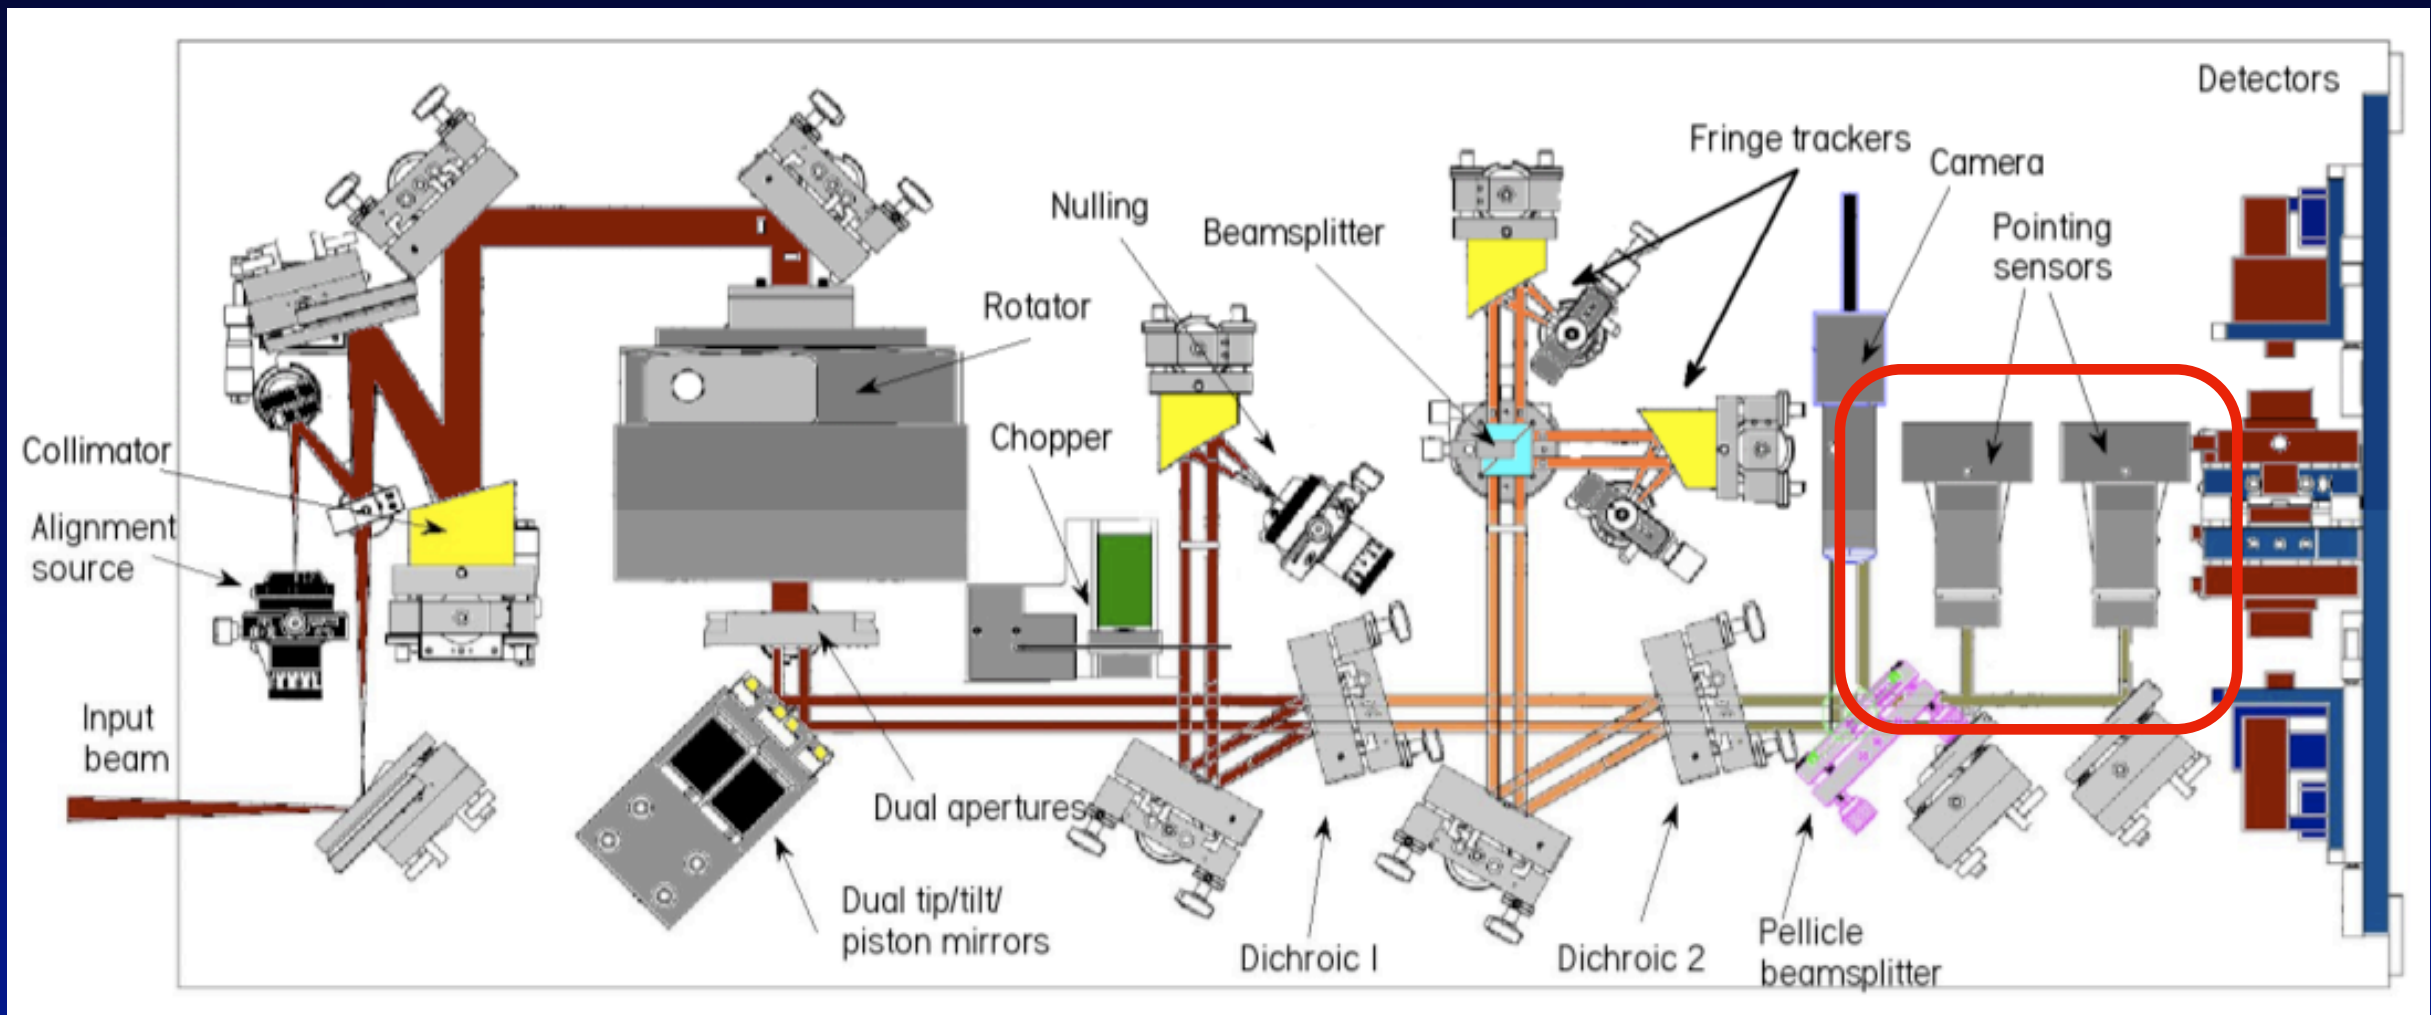 Detectors
Fringe trackers
Camera
Nulling
Beamsplitter
Pointing
sensors
Rotator
Chopper
Collimator
Alignment
source
Input
beam
Dual apertures
Dual tip/tilt/
piston mirrors
Dichroic 1
Dichroic 2
Pellicle
beamsplitter